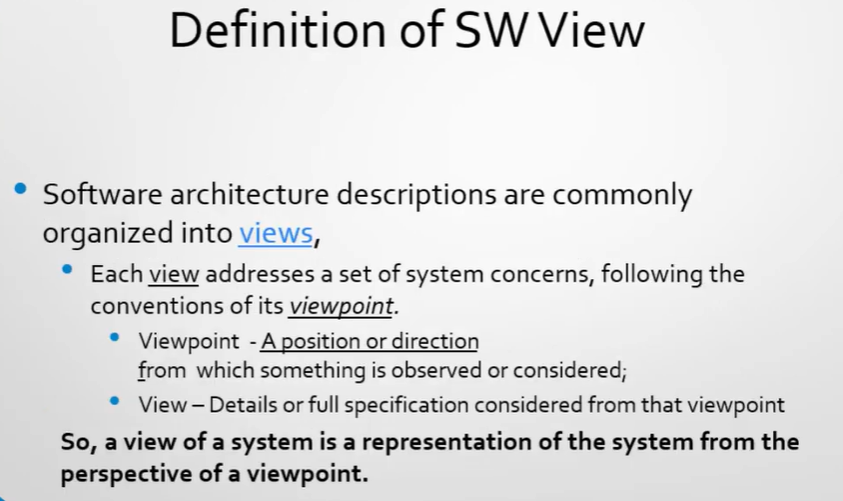 Definition of SW View
Software architecture descriptions are commonly
organized into views,
Each view addresses a set of system concerns, following the
conventions of its viewpoint.
Viewpoint - A position or direction
from which something is observed or considered;
View – Details or full specification considered from that viewpoint
So, a view of a system is a representation of the system from the
perspective of a viewpoint.